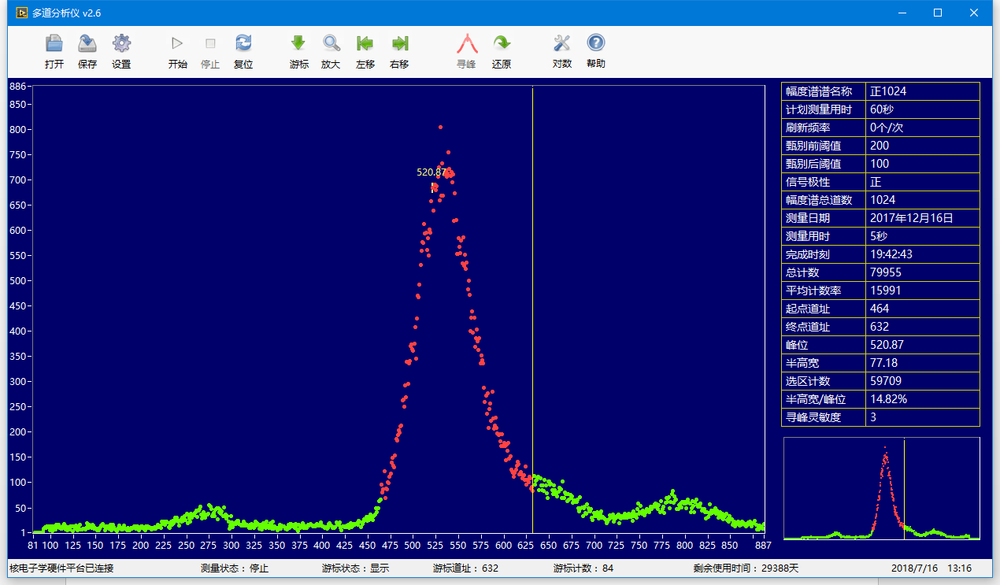 多道分析仪 v2.6
打开 保存 设置 开始 停止 复位 游标 放大 左移 右移 寻峰 还原 对数 帮助
886
850
800
750
700
650
600
550
500
450
400
350
300
250
200
150
100
50
1
520.87
81 100 125 150 175 200 225 250 275 300 325 350 375 400 425 450 475 500 525 550 575 600 625 650 675 700 725 750 775 800 825 850 887
幅度谱谱名称 正1024
计划测量用时 60秒
刷新频率 0个/次
甄别前阈值 200
甄别后阈值 100
信号极性 正
幅度谱总道数 1024
测量日期 2017年12月16日
测量用时 5秒
完成时刻 19:42:43
总计数 79955
平均计数率 15991
起点道址 464
终点道址 632
峰位 520.87
半高宽 77.18
选区计数 59709
半高宽/峰位 14.82%
寻峰灵敏度 3
核电子学硬件平台已连接 测量状态：停止 游标状态：显示 游标道址：632 游标计数：84 剩余使用时间：29388天 2018/7/16 13:16